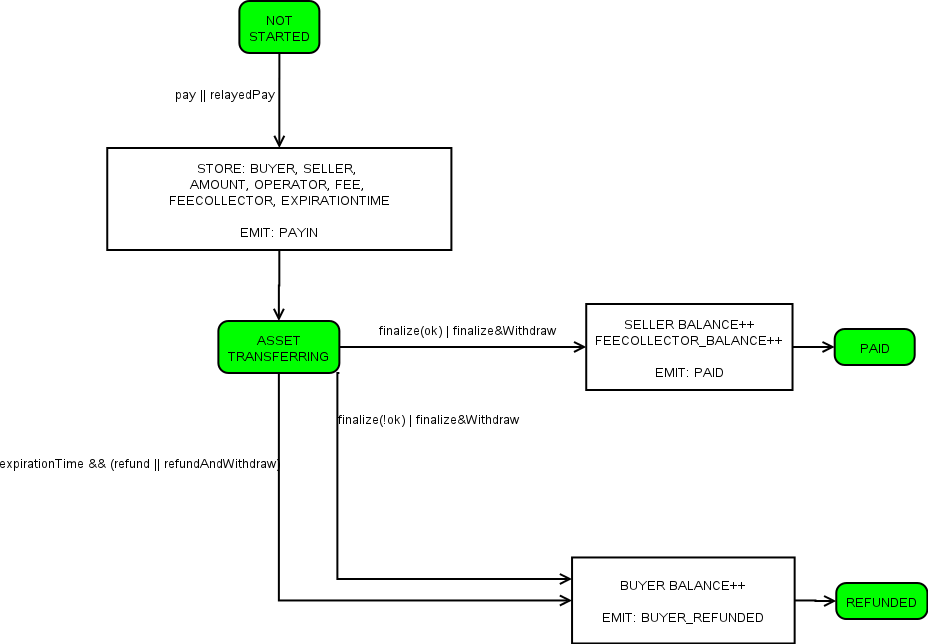 NOT
STARTED
pay || relayedPay
STORE: BUYER, SELLER,
AMOUNT, OPERATOR, FEE,
FEECOLLECTOR, EXPIRATIONTIME
EMIT: PAYIN
ASSET
TRANSFERRING
finalize(ok) | finalize&Withdraw
SELLER BALANCE++
FEECOLLECTOR_BALANCE++
EMIT: PAID
PAID
finalize(!ok) | finalize&Withdraw
expirationTime && (refund || refundAndWithdraw)
BUYER BALANCE++
EMIT: BUYER_REFUNDED
REFUNDED